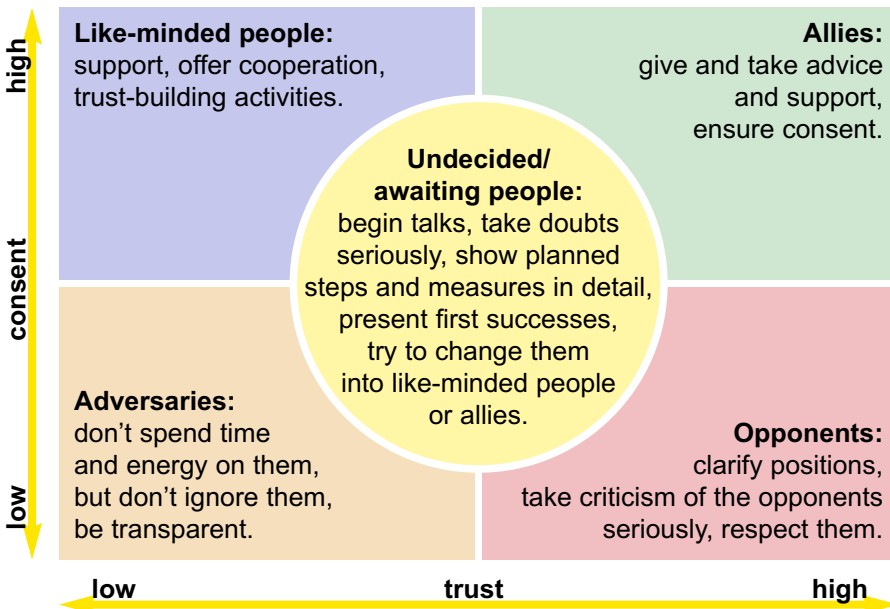 Like-minded people:
support, offer cooperation,
trust-building activities.
Allies:
give and take advice
and support,
ensure consent.
Undecided/
awaiting people:
begin talks, take doubts
seriously, show planned
steps and measures in detail,
present first successes,
try to change them
into like-minded people
or allies.
Adversaries:
don’t spend time
and energy on them,
but don’t ignore them,
be transparent.
Opponents:
clarify positions,
take criticism of the opponents
seriously, respect them.
high
consent
low
low
trust
high